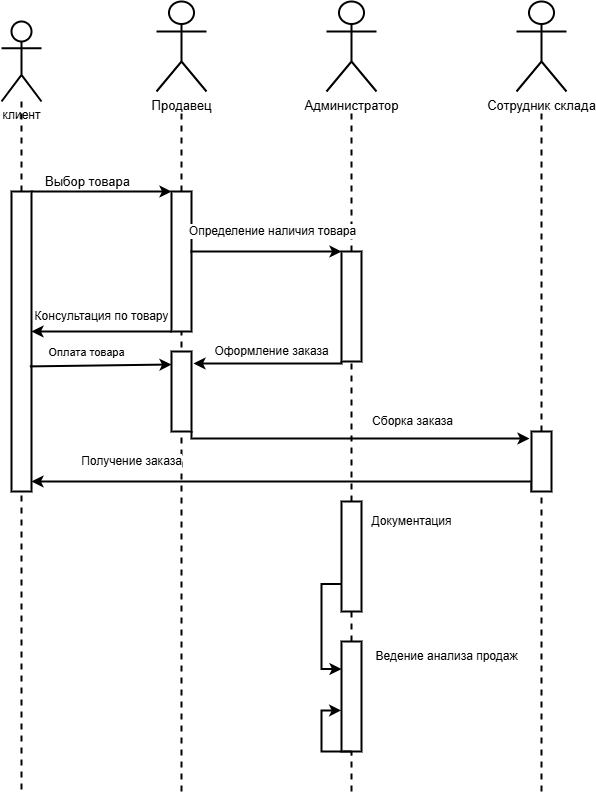 клиент
Продавец
Администратор
Сотрудник склада
Выбор товара
Определение наличия товара
Консультация по товару
Оплата товара
Оформление заказа
Сборка заказа
Получение заказа
Документация
Ведение анализа продаж